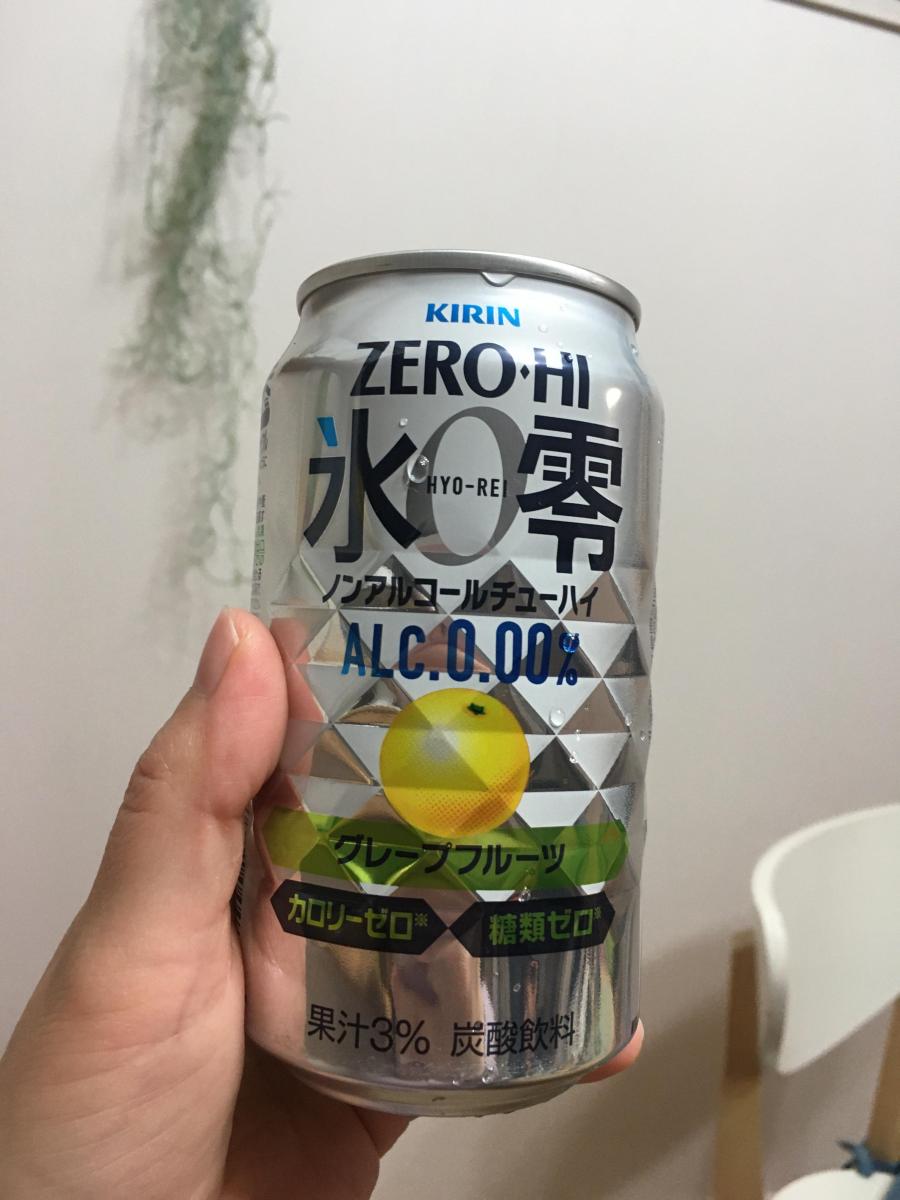 KIRIN
ZERO·HI
氷零
0
HYO-REI
ノンアルコールチューハイ
ALC.0.00%
グレープフルーツ
カロリーゼロ※ 糖類ゼロ※
果汁3% 炭酸飲料